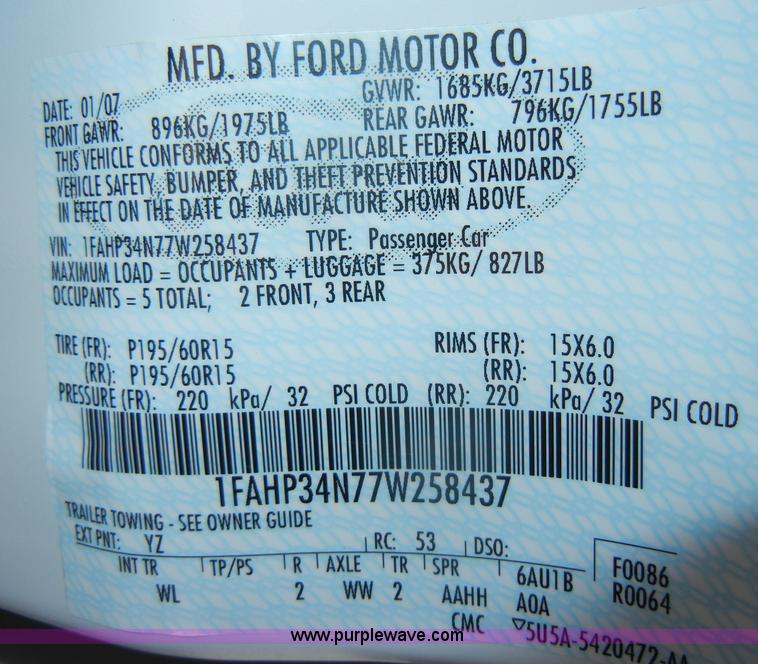 MFD. BY FORD MOTOR CO.
DATE: 01/07 GVWR: 1685KG/3715LB
FRONT GAWR: 896KG/1975LB REAR GAWR: 796KG/1755LB
THIS VEHICLE CONFORMS TO ALL APPLICABLE FEDERAL MOTOR
VEHICLE SAFETY, BUMPER, AND THEFT PREVENTION STANDARDS
IN EFFECT ON THE DATE OF MANUFACTURE SHOWN ABOVE.
VIN: 1FAHP34N77W258437 TYPE: Passenger Car
MAXIMUM LOAD = OCCUPANTS + LUGGAGE = 375KG/ 827LB
OCCUPANTS = 5 TOTAL; 2 FRONT, 3 REAR
TIRE (FR): P195/60R15 RIMS (FR): 15X6.0
(RR): P195/60R15 (RR): 15X6.0
PRESSURE (FR): 220 kPa/ 32 PSI COLD (RR): 220 kPa/ 32 PSI COLD
1FAHP34N77W258437
TRAILER TOWING - SEE OWNER GUIDE
EXT PNT: YZ RC: 53 DSO:
INT TR TP/PS R AXLE TR SPR 6AU1B F0086
WL 2 WW 2 AAHH A0A R0064
CMC ▽5U5A-5420472-AA
www.purplewave.com